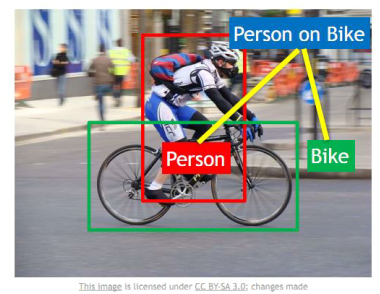 Person on Bike
Person
Bike
This image is licensed under CC BY-SA 3.0; changes made